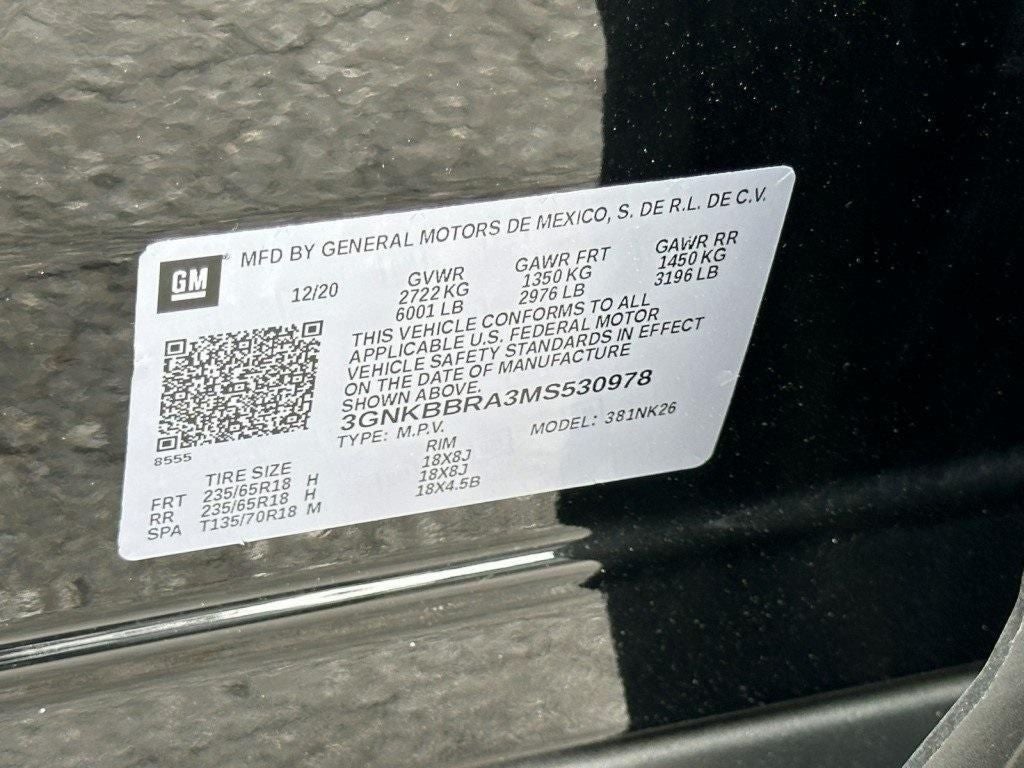 MFD BY GENERAL MOTORS DE MEXICO, S. DE R.L. DE C.V.
GM ®
12/20
GVWR GAWR FRT GAWR RR
2722 KG 1350 KG 1450 KG
6001 LB 2976 LB 3196 LB
THIS VEHICLE CONFORMS TO ALL
APPLICABLE U.S. FEDERAL MOTOR
VEHICLE SAFETY STANDARDS IN EFFECT
ON THE DATE OF MANUFACTURE
SHOWN ABOVE.
3GNKBBRA3MS530978
TYPE: M.P.V. MODEL: 381NK26
8555
TIRE SIZE RIM
FRT 235/65R18 H 18X8J
RR 235/65R18 H 18X8J
SPA T135/70R18 M 18X4.5B